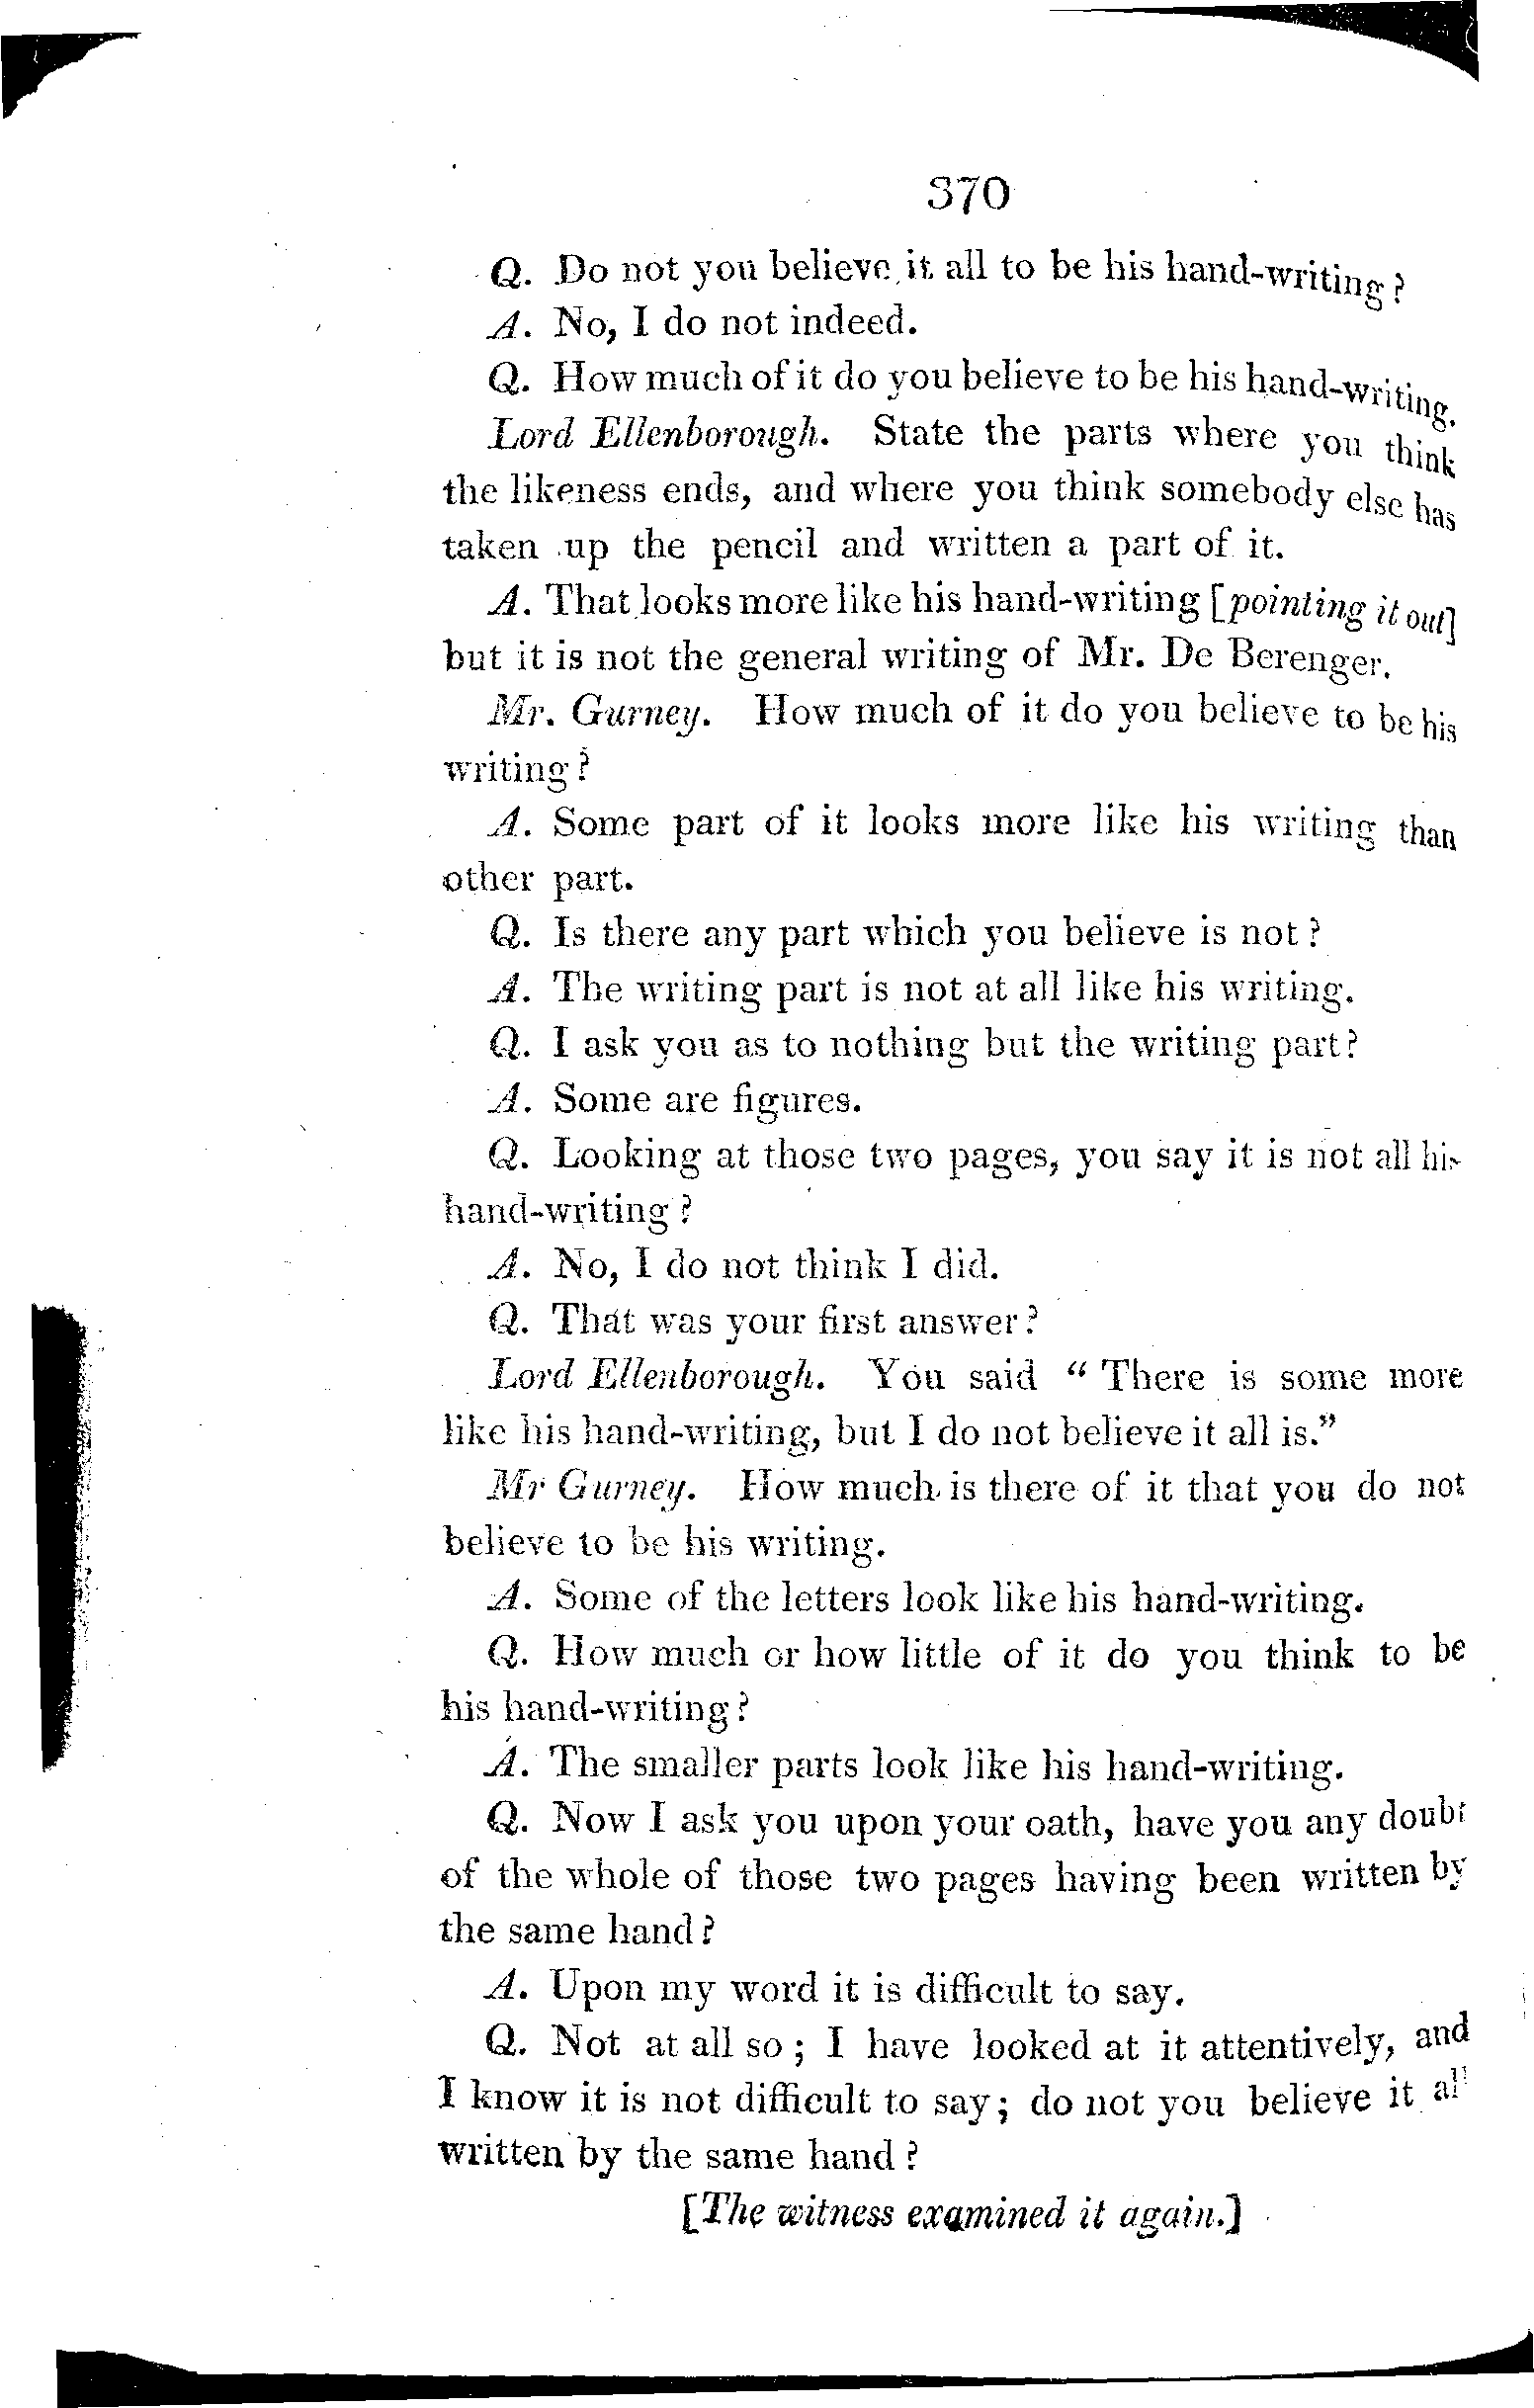 370
Q. Do not you believe it all to be his hand-writing?
A. No, I do not indeed.
Q. How much of it do you believe to be his hand-writing.
Lord Ellenborough. State the parts where you think
the likeness ends, and where you think somebody else has
taken up the pencil and written a part of it.
A. That looks more like his hand-writing [pointing it out]
but it is not the general writing of Mr. De Berenger.
Mr. Gurney. How much of it do you believe to be his
writing?
A. Some part of it looks more like his writing than
other part.
Q. Is there any part which you believe is not?
A. The writing part is not at all like his writing.
Q. I ask you as to nothing but the writing part?
A. Some are figures.
Q. Looking at those two pages, you say it is not all his
hand-writing?
A. No, I do not think I did.
Q. That was your first answer?
Lord Ellenborough. You said " There is some more
like his hand-writing, but I do not believe it all is."
Mr Gurney. How much is there of it that you do not
believe to be his writing.
A. Some of the letters look like his hand-writing.
Q. How much or how little of it do you think to be
his hand-writing?
A. The smaller parts look like his hand-writing.
Q. Now I ask you upon your oath, have you any doubt
of the whole of those two pages having been written by
the same hand?
A. Upon my word it is difficult to say.
Q. Not at all so; I have looked at it attentively, and
I know it is not difficult to say; do not you believe it all
written by the same hand?
[The witness examined it again.]